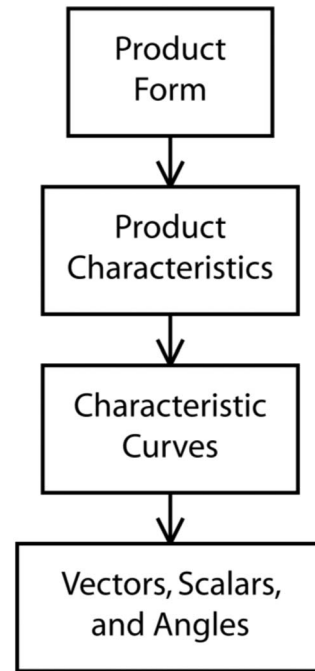 Product
Form
Product
Characteristics
Characteristic
Curves
Vectors, Scalars,
and Angles